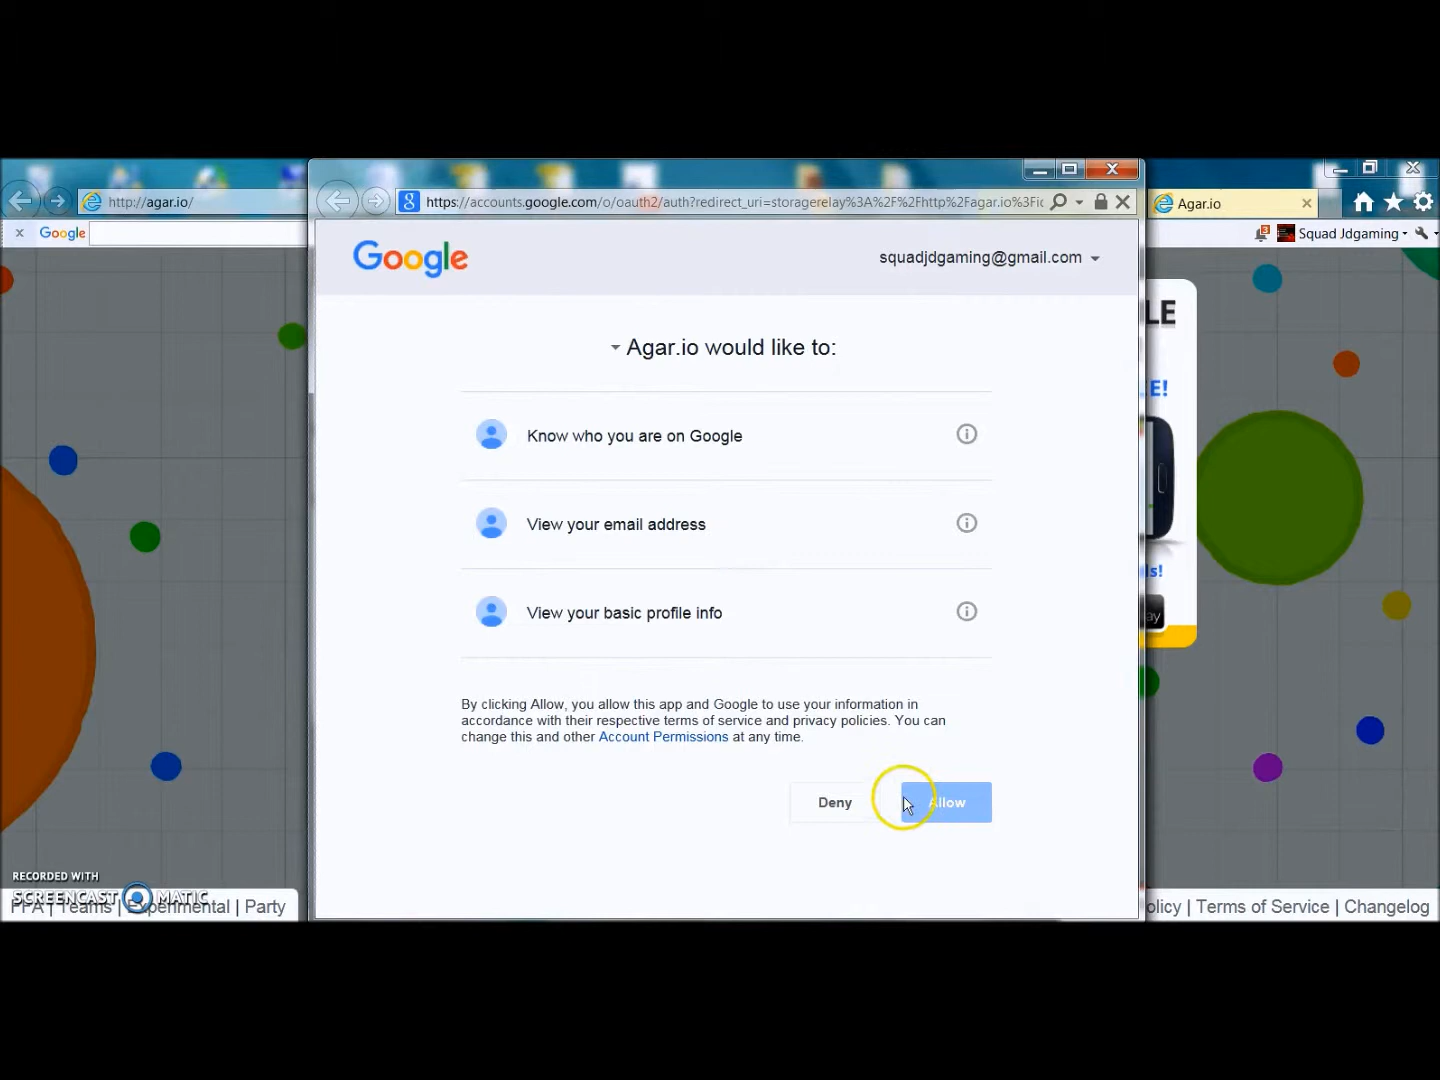 http://agar.io/
https://accounts.google.com/o/oauth2/auth?redirect_uri=storagerelay%3A%2F%2Fhttp%2Fagar.io%3Fic
Agar.io
Google
Squad Jdgaming
3
Google
squadjdgaming@gmail.com
Agar.io would like to:
Know who you are on Google
View your email address
View your basic profile info
By clicking Allow, you allow this app and Google to use your information in
accordance with their respective terms of service and privacy policies. You can
change this and other Account Permissions at any time.
Deny
Allow
LE
E!
s!
ay
RECORDED WITH
SCREENCAST MATIC
FFA | Teams | Experimental | Party
olicy | Terms of Service | Changelog